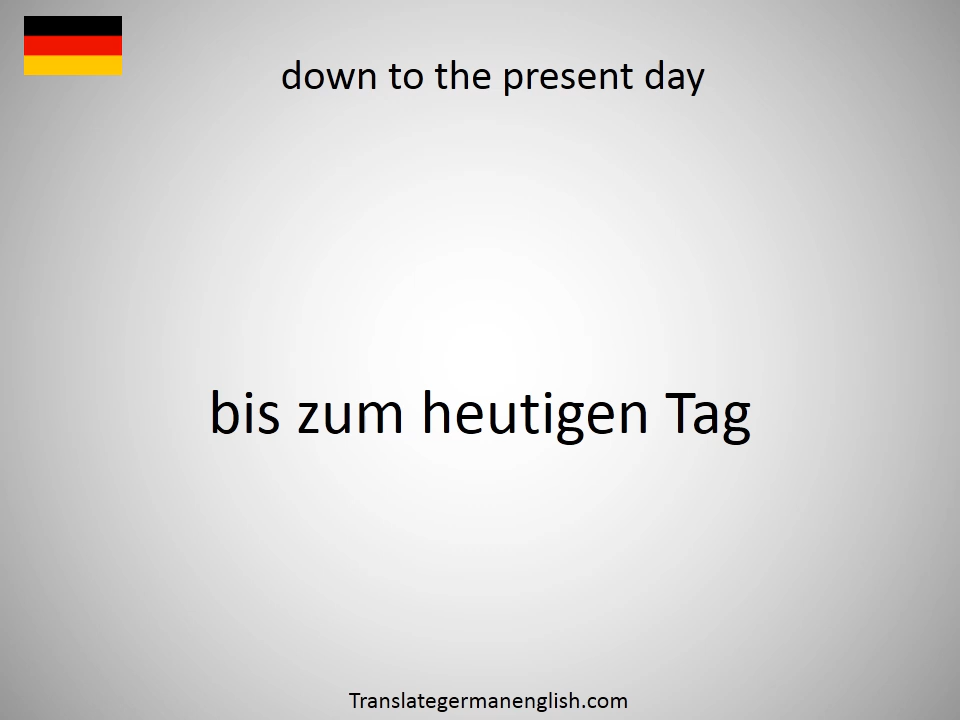 down to the present day
bis zum heutigen Tag
Translategermanenglish.com